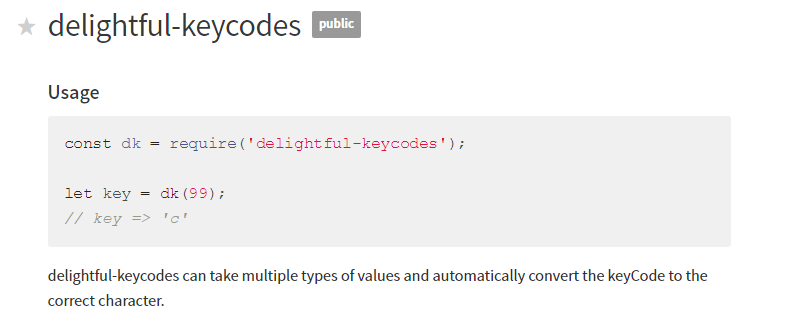 delightful-keycodes public
Usage
const dk = require('delightful-keycodes');
let key = dk(99);
// key => 'c'
delightful-keycodes can take multiple types of values and automatically convert the keyCode to the
correct character.